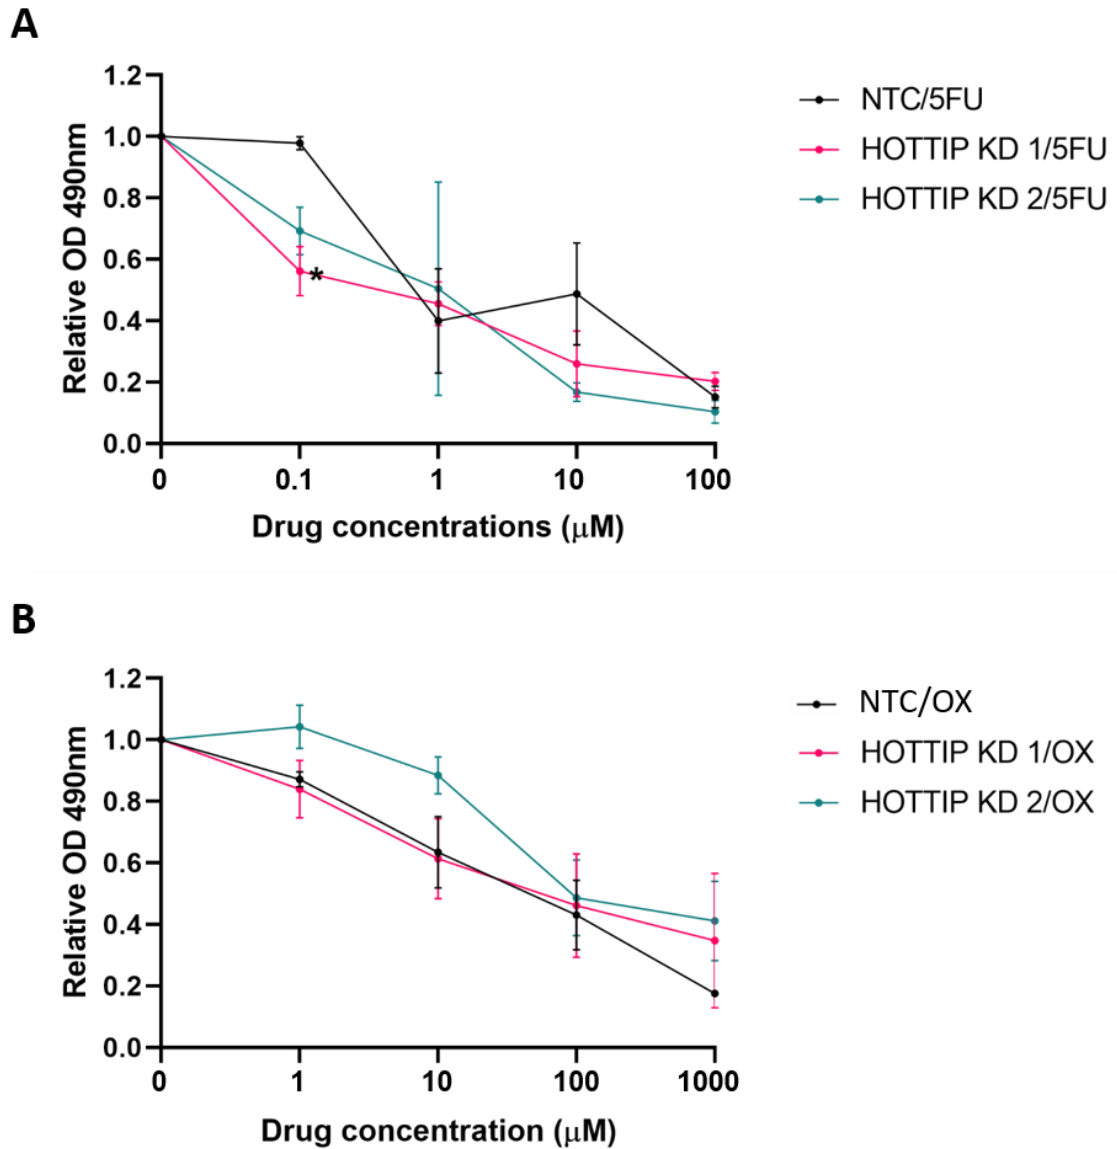 A
1.2
1.0
0.8
0.6
0.4
0.2
0.0
Relative OD 490nm
*
0 0.1 1 10 100
Drug concentrations (μM)
NTC/5FU
HOTTIP KD 1/5FU
HOTTIP KD 2/5FU
B
1.2
1.0
0.8
0.6
0.4
0.2
0.0
Relative OD 490nm
0 1 10 100 1000
Drug concentration (μM)
NTC/OX
HOTTIP KD 1/OX
HOTTIP KD 2/OX